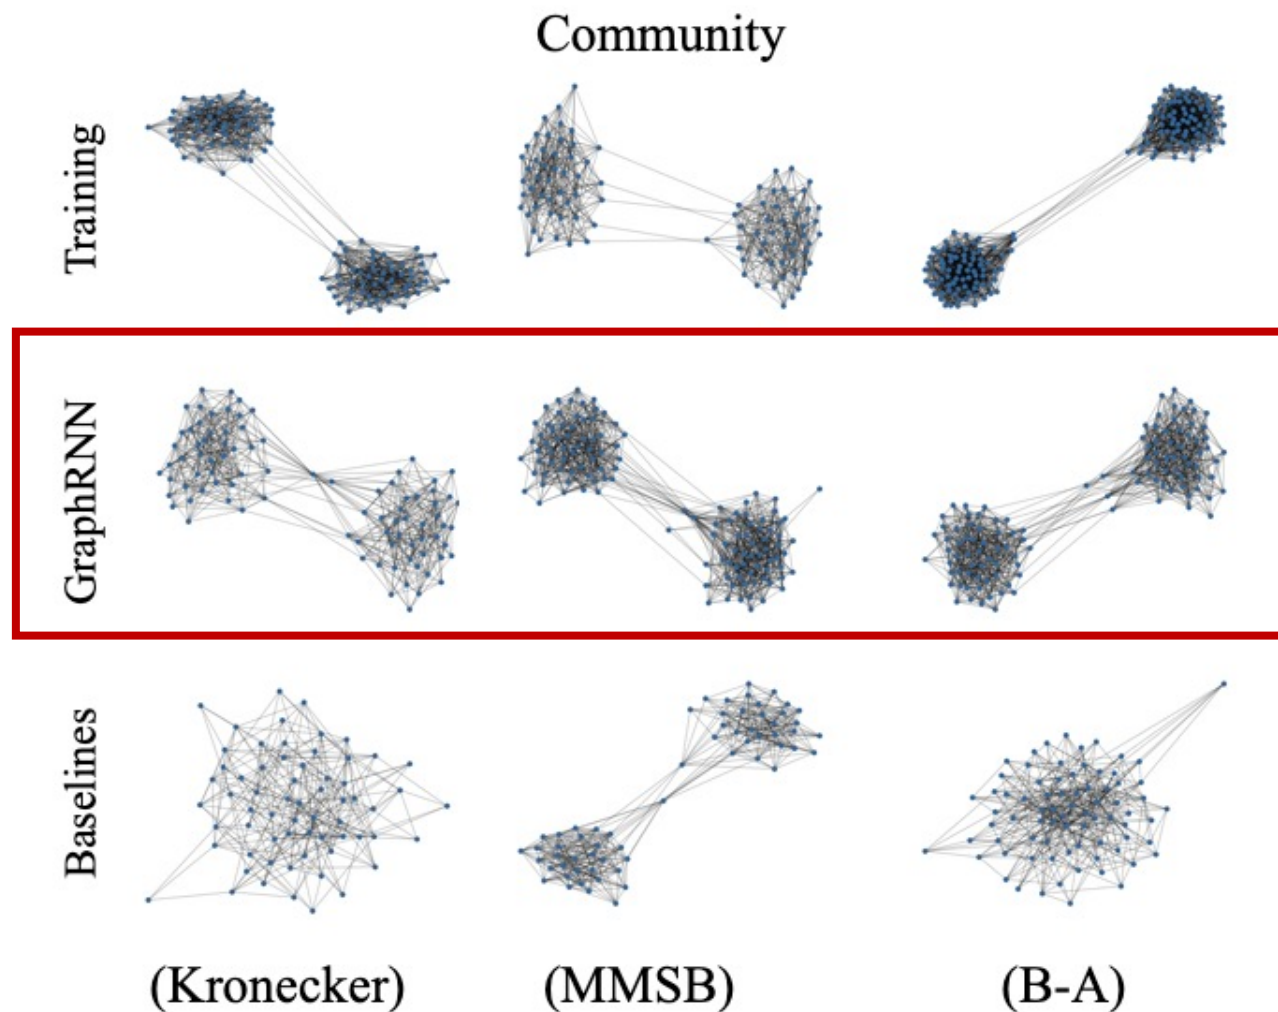 Community
Training
GraphRNN
Baselines
(Kronecker) (MMSB) (B-A)